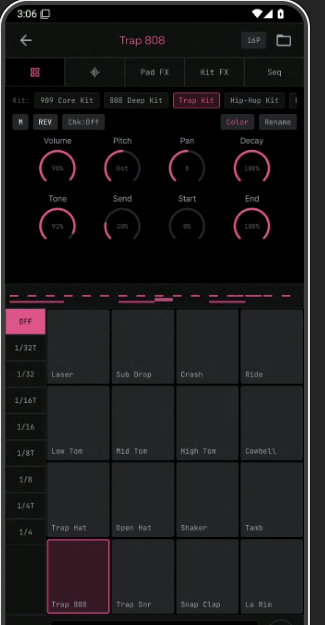 3:06
Trap 808
16P
Pad FX Kit FX Seq
Kit: 909 Core Kit 808 Deep Kit Trap Kit Hip-Hop Kit
M REV Chk:Off Color Rename
Volume Pitch Pan Decay
90% 0st 0 100%
Tone Send Start End
92% 20% 0% 100%
OFF
1/32T
1/32 Laser Sub Drop Crash Ride
1/16T
1/16
1/8T Low Tom Mid Tom High Tom Cowbell
1/8
1/4T
1/4 Trap Hat Open Hat Shaker Tamb
Trap 808 Trap Snr Snap Clap Lo Rim